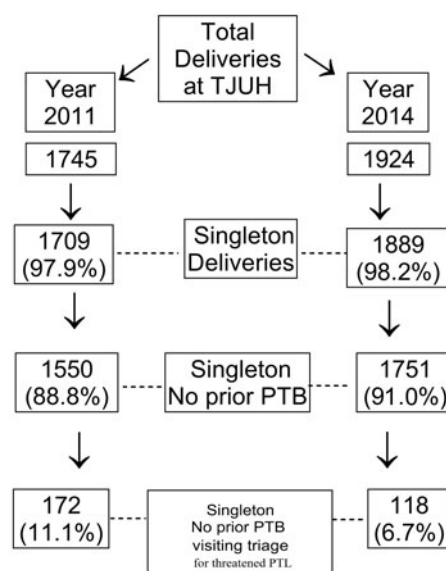 Total
Deliveries
at TJUH
Year
2011
Year
2014
1745
1924
1709
(97.9%)
Singleton
Deliveries
1889
(98.2%)
1550
(88.8%)
Singleton
No prior PTB
1751
(91.0%)
172
(11.1%)
Singleton
No prior PTB
visiting triage
for threatened PTL
118
(6.7%)